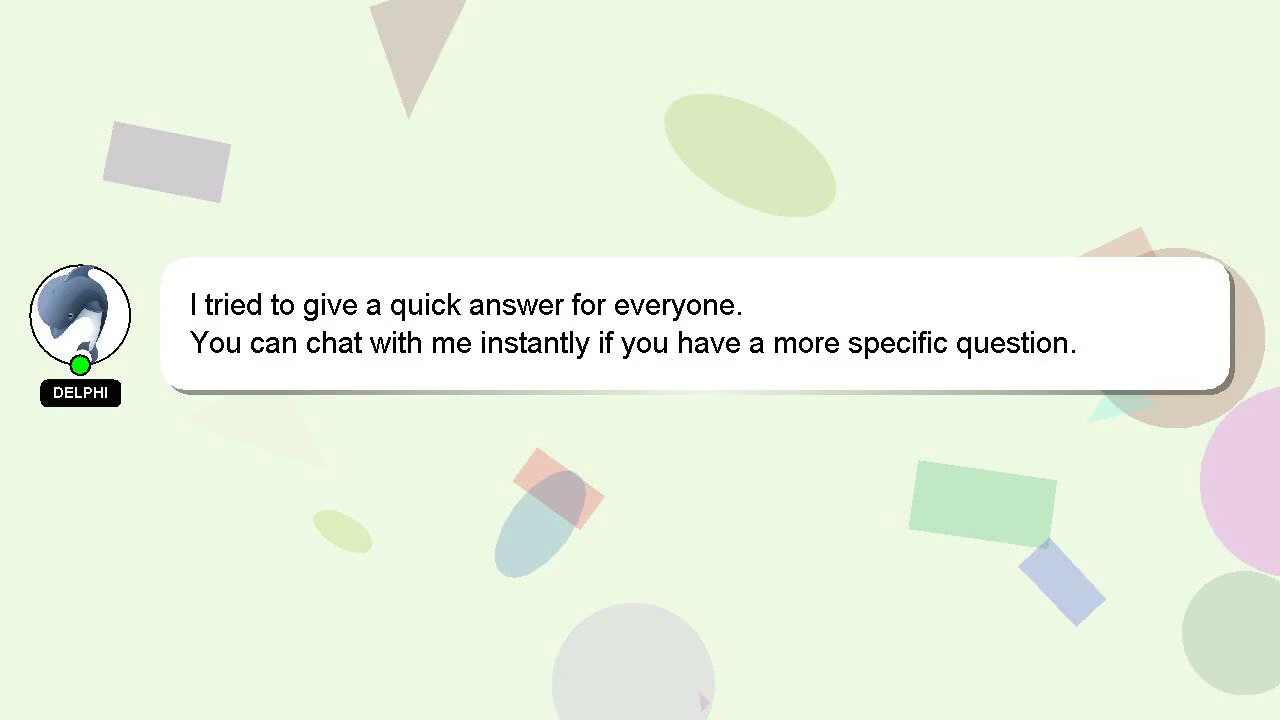 I tried to give a quick answer for everyone.
You can chat with me instantly if you have a more specific question.
DELPHI